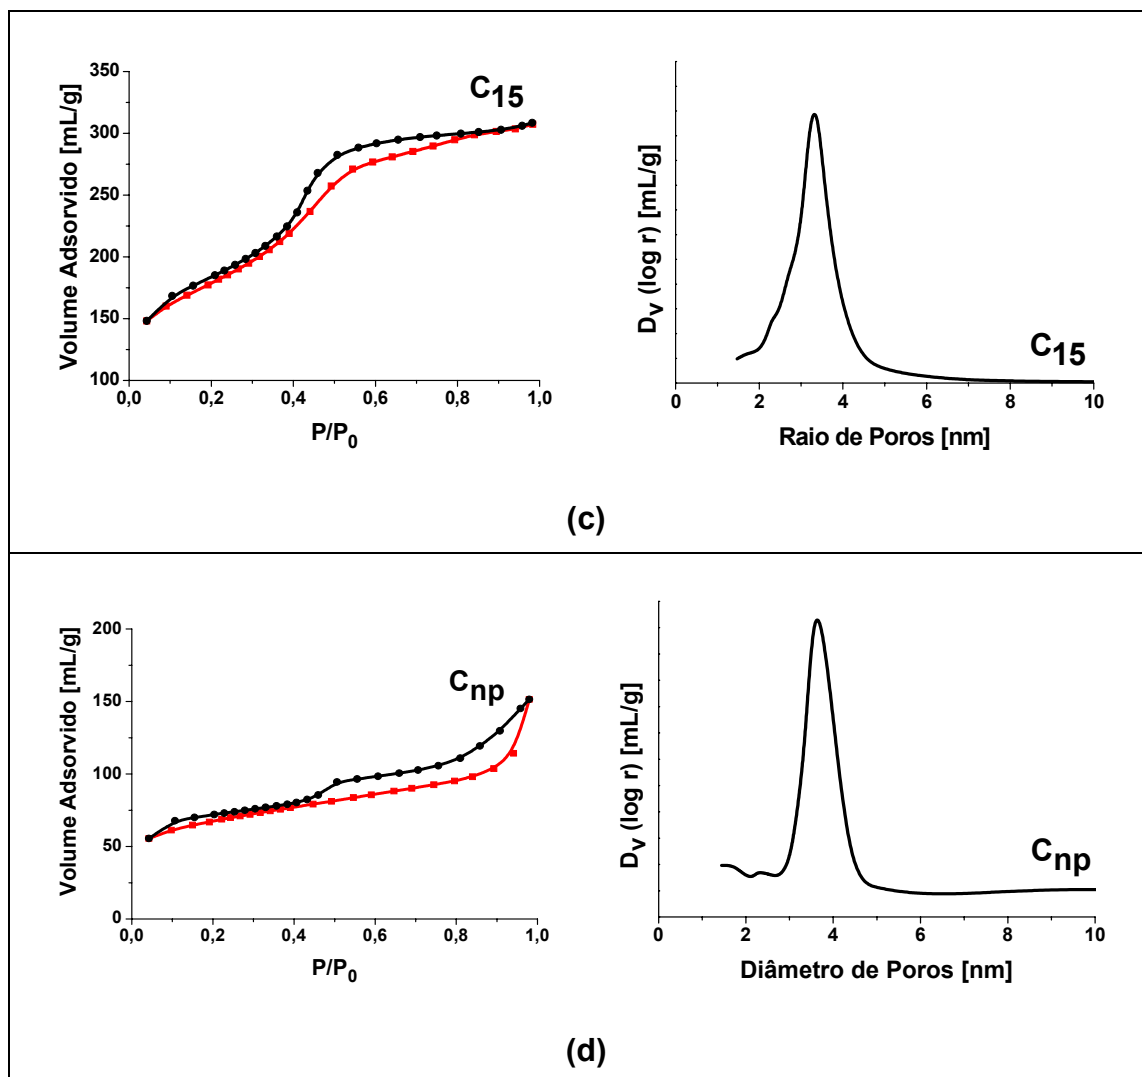 C15
Volume Adsorvido [mL/g]
350
300
250
200
150
100
0,0 0,2 0,4 0,6 0,8 1,0
P/P0
C15
DV (log r) [mL/g]
0 2 4 6 8 10
Raio de Poros [nm]
(c)
Cnp
Volume Adsorvido [mL/g]
200
150
100
50
0
0,0 0,2 0,4 0,6 0,8 1,0
P/P0
Cnp
DV (log r) [mL/g]
0 2 4 6 8 10
Diâmetro de Poros [nm]
(d)